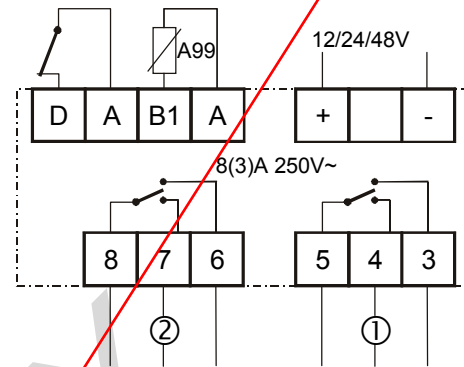 A99
12/24/48V
D A B1 A + -
8(3)A 250V~
8 7 6 5 4 3
② ①